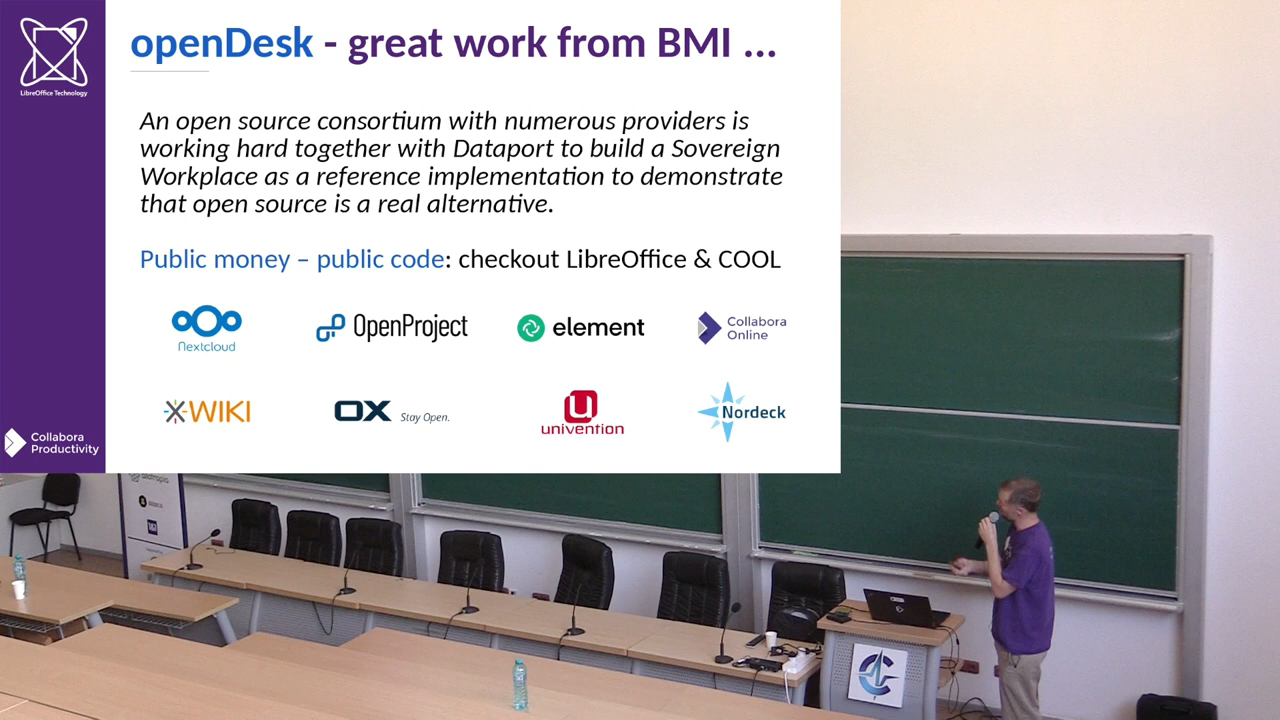 LibreOffice Technology
openDesk - great work from BMI ...
An open source consortium with numerous providers is
working hard together with Dataport to build a Sovereign
Workplace as a reference implementation to demonstrate
that open source is a real alternative.
Public money – public code: checkout LibreOffice & COOL
Nextcloud
OpenProject
element
Collabora
Online
XWIKI
OX Stay Open.
univention
Nordeck
Collabora
Productivity